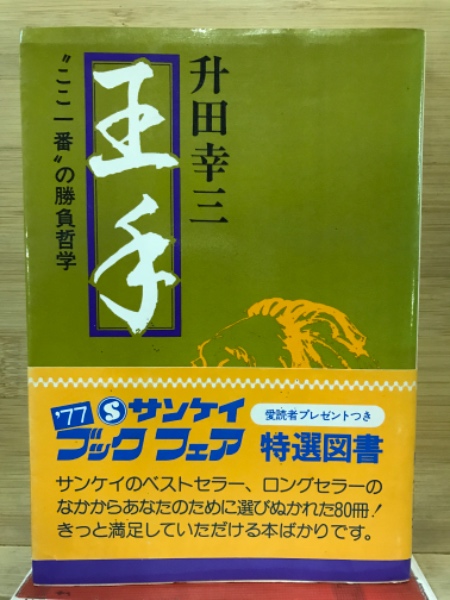 升田幸三
王手
“ここ一番”の勝負哲学
'77 S サンケイ
ブックフェア
愛読者プレゼントつき
特選図書
サンケイのベストセラー、ロングセラーの
なかからあなたのために選びぬかれた80冊!
きっと満足していただける本ばかりです。